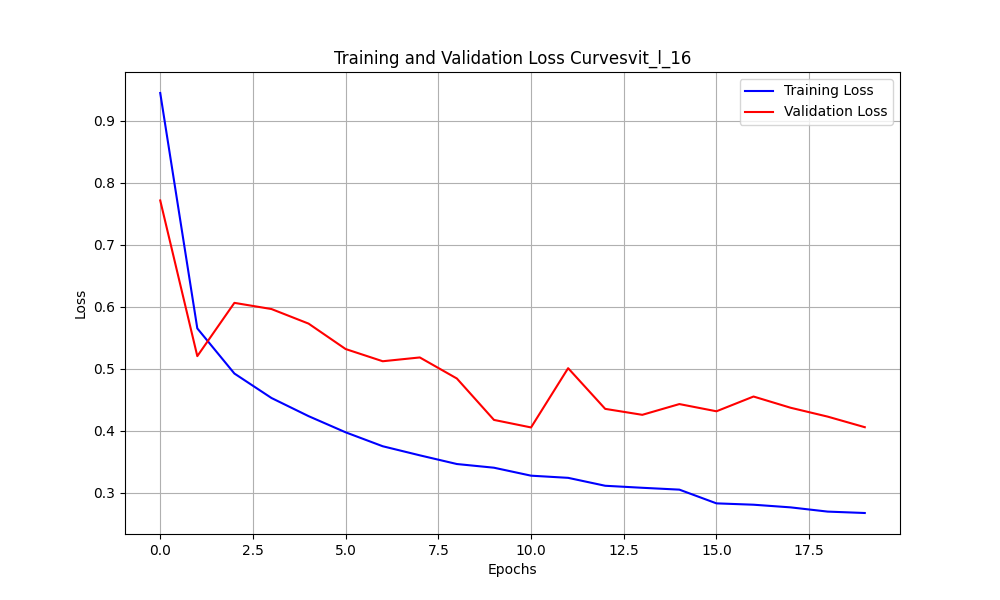 Training and Validation Loss Curvesvit_l_16
Training Loss
Validation Loss
0.9
0.8
0.7
0.6
0.5
0.4
0.3
Loss
0.0 2.5 5.0 7.5 10.0 12.5 15.0 17.5
Epochs